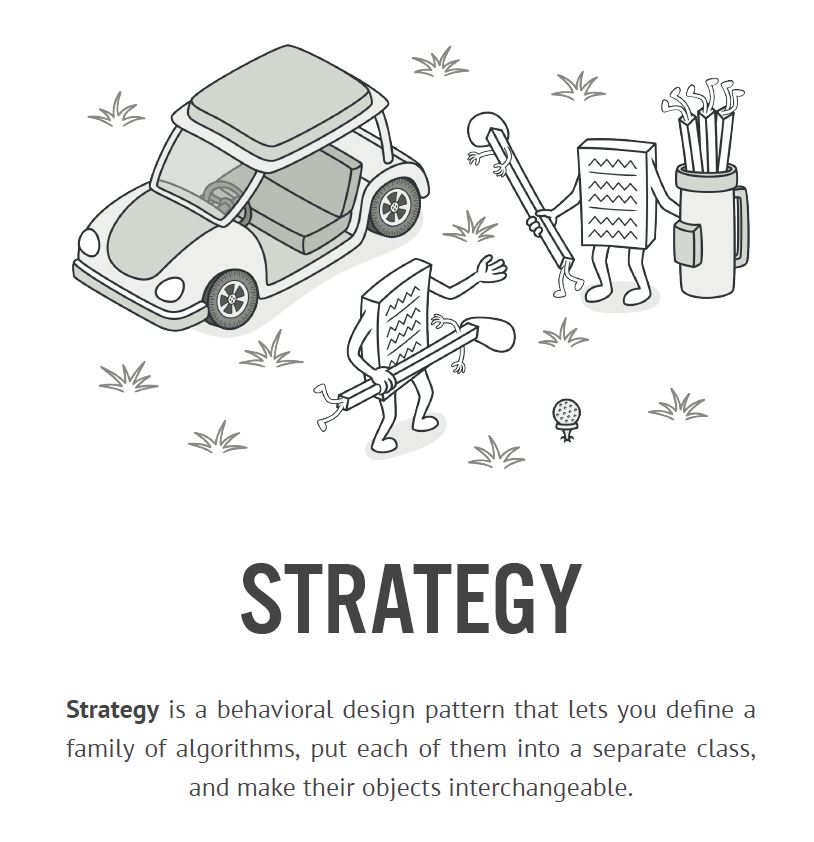 STRATEGY
Strategy is a behavioral design pattern that lets you define a
family of algorithms, put each of them into a separate class,
and make their objects interchangeable.